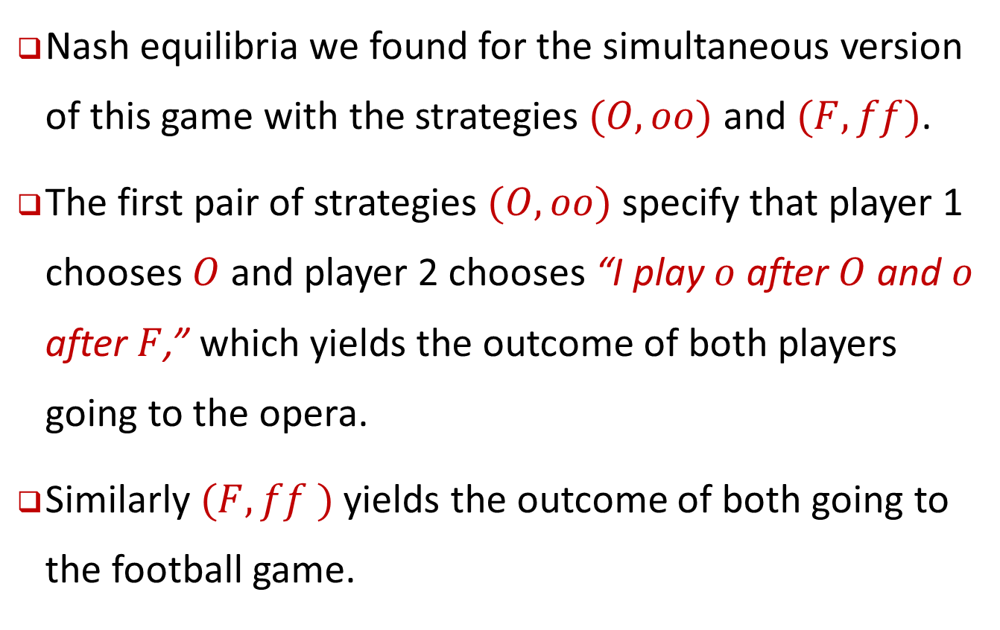 ❑Nash equilibria we found for the simultaneous version
of this game with the strategies (O, oo) and (F, ff).
❑The first pair of strategies (O, oo) specify that player 1
chooses O and player 2 chooses “I play o after O and o
after F,” which yields the outcome of both players
going to the opera.
❑Similarly (F, ff ) yields the outcome of both going to
the football game.